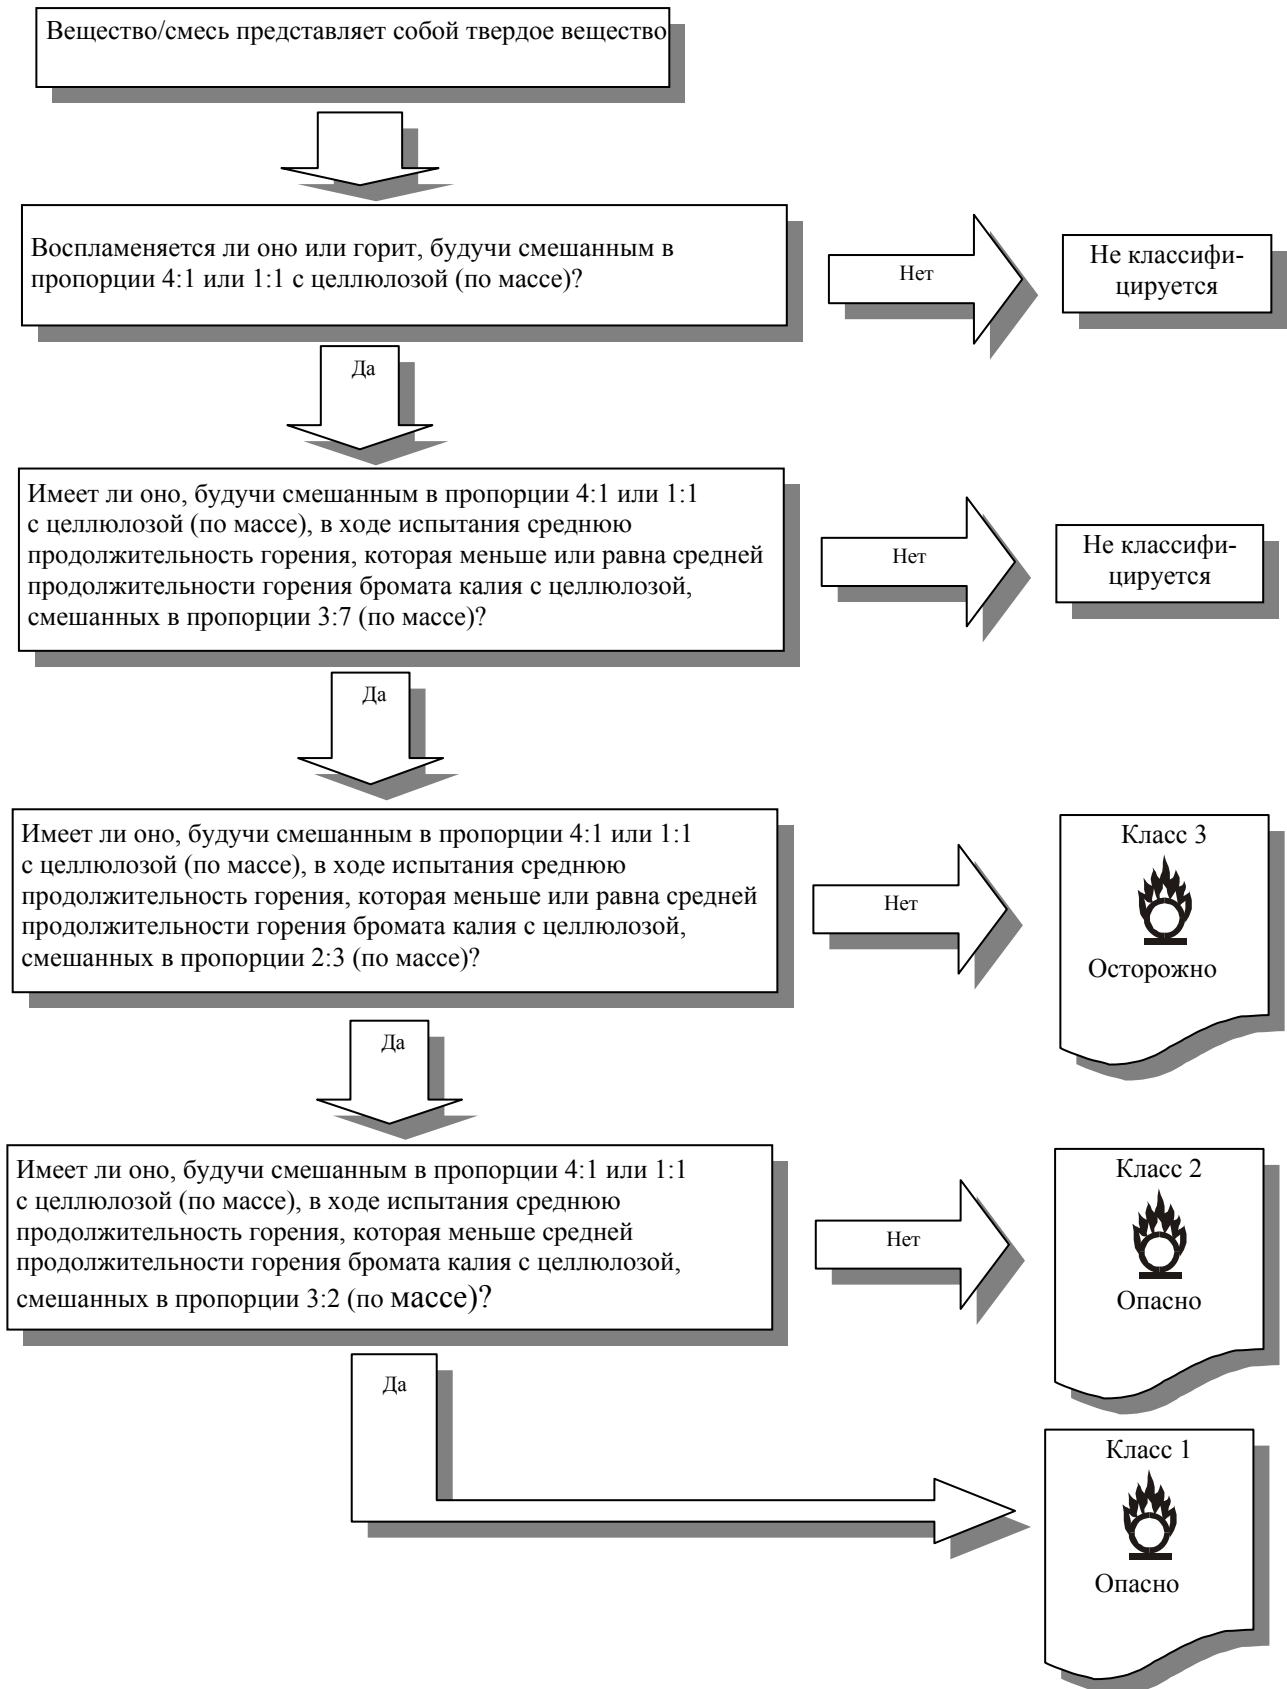 Вещество/смесь представляет собой твердое вещество
Воспламеняется ли оно или горит, будучи смешанным в
пропорции 4:1 или 1:1 с целлюлозой (по массе)?
Нет
Не классифи-
цируется
Да
Имеет ли оно, будучи смешанным в пропорции 4:1 или 1:1
с целлюлозой (по массе), в ходе испытания среднюю
продолжительность горения, которая меньше или равна средней
продолжительности горения бромата калия с целлюлозой,
смешанных в пропорции 3:7 (по массе)?
Нет
Не классифи-
цируется
Да
Имеет ли оно, будучи смешанным в пропорции 4:1 или 1:1
с целлюлозой (по массе), в ходе испытания среднюю
продолжительность горения, которая меньше или равна средней
продолжительности горения бромата калия с целлюлозой,
смешанных в пропорции 2:3 (по массе)?
Нет
Класс 3
Осторожно
Да
Имеет ли оно, будучи смешанным в пропорции 4:1 или 1:1
с целлюлозой (по массе), в ходе испытания среднюю
продолжительность горения, которая меньше средней
продолжительности горения бромата калия с целлюлозой,
смешанных в пропорции 3:2 (по массе)?
Нет
Класс 2
Опасно
Да
Класс 1
Опасно